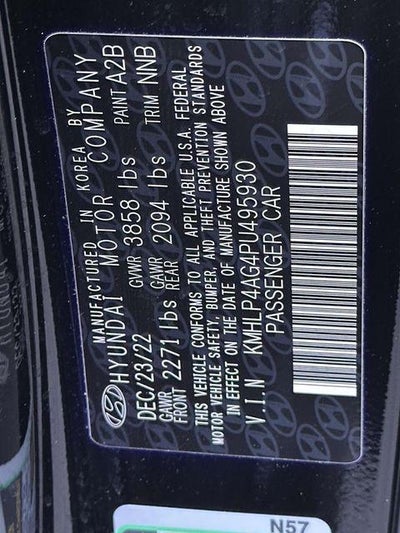 MANUFACTURED IN KOREA BY
HYUNDAI MOTOR COMPANY
DEC/23/22 GVWR 3858 lbs PAINT A2B
GAWR FRONT 2271 lbs GAWR REAR 2094 lbs TRIM NNB
THIS VEHICLE CONFORMS TO ALL APPLICABLE U.S.A. FEDERAL
MOTOR VEHICLE SAFETY, BUMPER, AND THEFT PREVENTION STANDARDS
IN EFFECT ON THE DATE OF MANUFACTURE SHOWN ABOVE
V.I.N KMHLP4AG4PU495930
PASSENGER CAR
N57